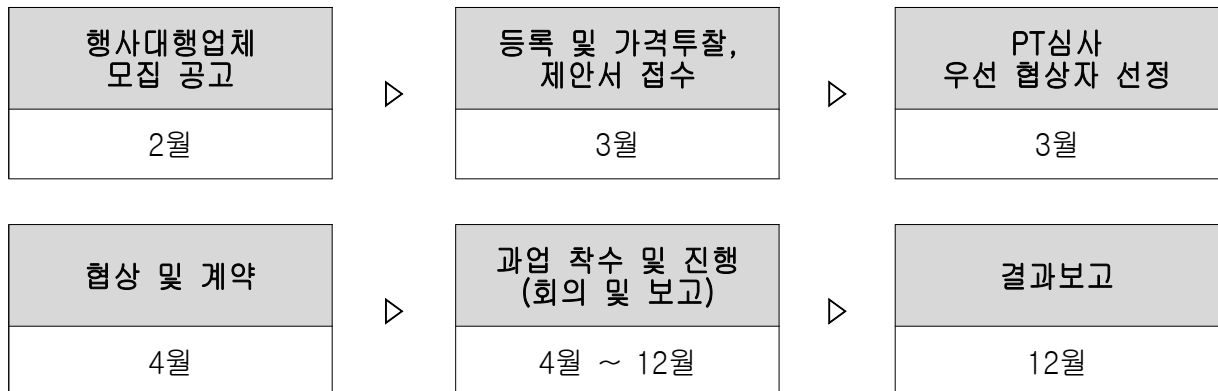 행사대행업체
모집 공고
2월
등록 및 가격투찰,
제안서 접수
3월
PT심사
우선 협상자 선정
3월
협상 및 계약
4월
과업 착수 및 진행
(회의 및 보고)
4월 ~ 12월
결과보고
12월